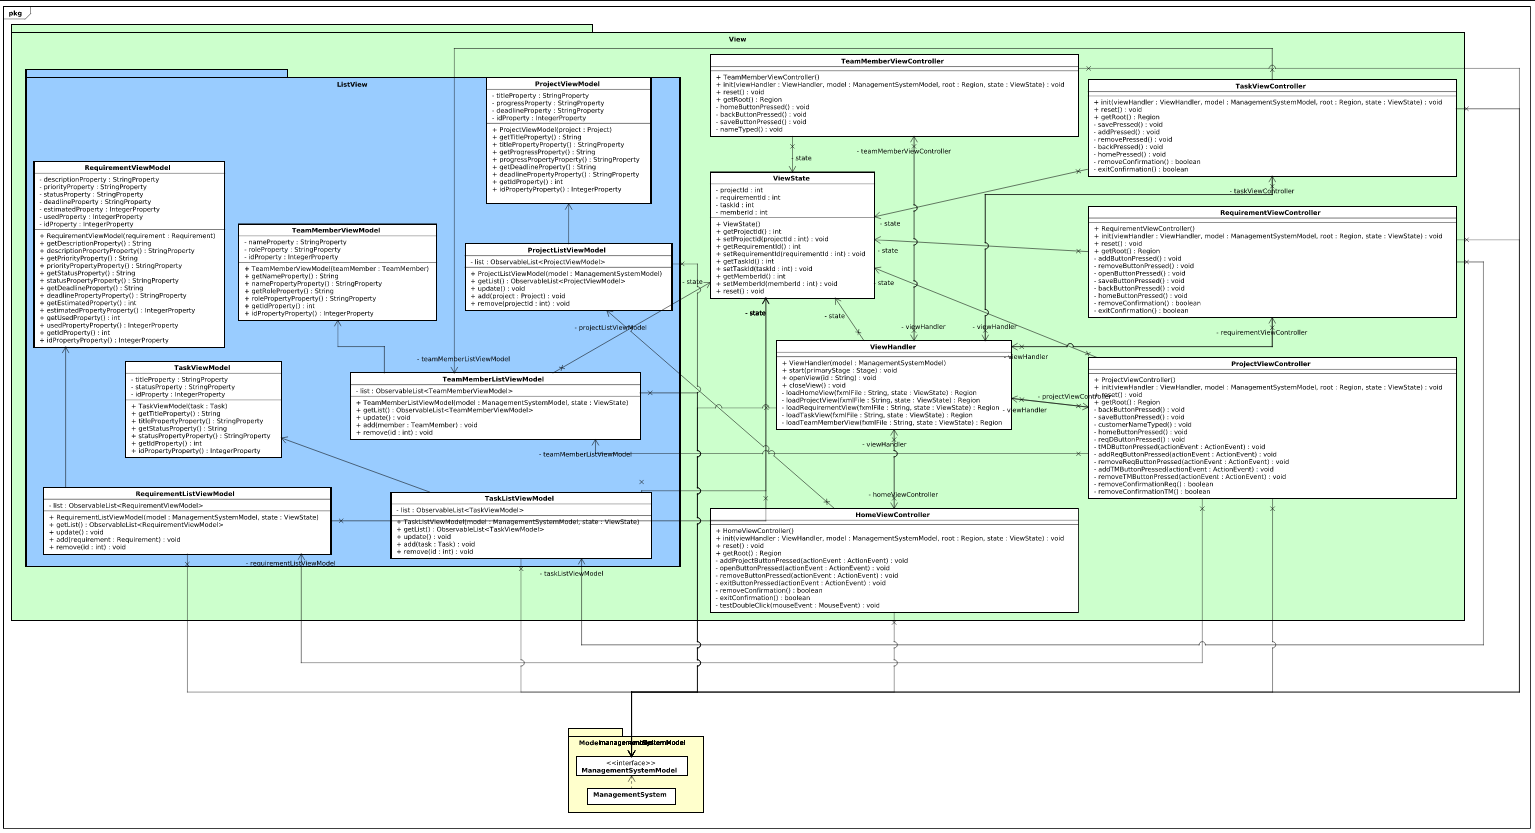 pkg
View
ListView
ProjectViewModel
- titleProperty : StringProperty
- progressProperty : StringProperty
- deadlineProperty : StringProperty
- idProperty : IntegerProperty
+ ProjectViewModel(project : Project)
+ getTitleProperty() : String
+ titlePropertyProperty() : StringProperty
+ getProgressProperty() : String
+ progressPropertyProperty() : StringProperty
+ getDeadlineProperty() : String
+ deadlinePropertyProperty() : StringProperty
+ getIdProperty() : int
+ idPropertyProperty() : IntegerProperty
RequirementViewModel
- descriptionProperty : StringProperty
- priorityProperty : StringProperty
- statusProperty : StringProperty
- deadlineProperty : StringProperty
- estimatedProperty : IntegerProperty
- usedProperty : IntegerProperty
- idProperty : IntegerProperty
+ RequirementViewModel(requirement : Requirement)
+ getDescriptionProperty() : String
+ descriptionPropertyProperty() : StringProperty
+ getPriorityProperty() : String
+ priorityPropertyProperty() : StringProperty
+ getStatusProperty() : String
+ statusPropertyProperty() : StringProperty
+ getDeadlineProperty() : String
+ deadlinePropertyProperty() : StringProperty
+ getEstimatedProperty() : int
+ estimatedPropertyProperty() : IntegerProperty
+ getUsedProperty() : int
+ usedPropertyProperty() : IntegerProperty
+ getIdProperty() : int
+ idPropertyProperty() : IntegerProperty
TeamMemberViewModel
- nameProperty : StringProperty
- roleProperty : StringProperty
- idProperty : IntegerProperty
+ TeamMemberViewModel(teamMember : TeamMember)
+ getNameProperty() : String
+ namePropertyProperty() : StringProperty
+ getRoleProperty() : String
+ rolePropertyProperty() : StringProperty
+ getIdProperty() : int
+ idPropertyProperty() : IntegerProperty
ProjectListViewModel
- list : ObservableList<ProjectViewModel>
+ ProjectListViewModel(model : ManagementSystemModel)
+ getList() : ObservableList<ProjectViewModel>
+ update() : void
+ add(project : Project) : void
+ remove(projectId : int) : void
- projectListViewModel
- teamMemberListViewModel
TaskViewModel
- titleProperty : StringProperty
- statusProperty : StringProperty
- idProperty : IntegerProperty
+ TaskViewModel(task : Task)
+ getTitleProperty() : String
+ titlePropertyProperty() : StringProperty
+ getStatusProperty() : String
+ statusPropertyProperty() : StringProperty
+ getIdProperty() : int
+ idPropertyProperty() : IntegerProperty
TeamMemberListViewModel
- list : ObservableList<TeamMemberViewModel>
+ TeamMemberListViewModel(model : ManagementSystemModel, state : ViewState)
+ getList() : ObservableList<TeamMemberViewModel>
+ update() : void
+ add(member : TeamMember) : void
+ remove(id : int) : void
- teamMemberListViewModel
RequirementListViewModel
- list : ObservableList<RequirementViewModel>
+ RequirementListViewModel(model : ManagementSystemModel, state : ViewState)
+ getList() : ObservableList<RequirementViewModel>
+ update() : void
+ add(requirement : Requirement) : void
+ remove(id : int) : void
- requirementListViewModel
TaskListViewModel
- list : ObservableList<TaskViewModel>
+ TaskListViewModel(model : ManagementSystemModel, state : ViewState)
+ getList() : ObservableList<TaskViewModel>
+ update() : void
+ add(task : Task) : void
+ remove(id : int) : void
- taskListViewModel
TeamMemberViewController
+ TeamMemberViewController()
+ init(viewHandler : ViewHandler, model : ManagementSystemModel, root : Region, state : ViewState) : void
+ reset() : void
+ getRoot() : Region
- homeButtonPressed() : void
- backButtonPressed() : void
- saveButtonPressed() : void
- nameTyped() : void
- state
- teamMemberViewController
ViewState
- projectId : int
- requirementId : int
- taskId : int
- memberId : int
+ ViewState()
+ getProjectId() : int
+ setProjectId(projectId : int) : void
+ getRequirementId() : int
+ setRequirementId(requirementId : int) : void
+ getTaskId() : int
+ setTaskId(taskId : int) : void
+ getMemberId() : int
+ setMemberId(memberId : int) : void
+ reset() : void
- state
- state
- state
- state
- state
- state
- viewHandler
- viewHandler
ViewHandler
+ ViewHandler(model : ManagementSystemModel)
+ start(primaryStage : Stage) : void
+ openView(id : String) : void
+ closeView() : void
- loadHomeView(fxmlFile : String, state : ViewState) : Region
- loadProjectView(fxmlFile : String, state : ViewState) : Region
- loadRequirementView(fxmlFile : String, state : ViewState) : Region
- loadTaskView(fxmlFile : String, state : ViewState) : Region
- loadTeamMemberView(fxmlFile : String, state : ViewState) : Region
- viewHandler
- viewHandler
- viewHandler
- projectViewController
- homeViewController
HomeViewController
+ HomeViewController()
+ init(viewHandler : ViewHandler, model : ManagementSystemModel, root : Region, state : ViewState) : void
+ reset() : void
+ getRoot() : Region
- addProjectButtonPressed(actionEvent : ActionEvent) : void
- openButtonPressed(actionEvent : ActionEvent) : void
- removeButtonPressed(actionEvent : ActionEvent) : void
- exitButtonPressed(actionEvent : ActionEvent) : void
- removeConfirmation() : boolean
- exitConfirmation() : boolean
- testDoubleClick(mouseEvent : MouseEvent) : void
TaskViewController
+ init(viewHandler : ViewHandler, model : ManagementSystemModel, root : Region, state : ViewState) : void
+ reset() : void
+ getRoot() : Region
- savePressed() : void
- addPressed() : void
- removePressed() : void
- backPressed() : void
- homePressed() : void
- removeConfirmation() : boolean
- exitConfirmation() : boolean
- taskViewController
RequirementViewController
+ RequirementViewController()
+ init(viewHandler : ViewHandler, model : ManagementSystemModel, root : Region, state : ViewState) : void
+ reset() : void
+ getRoot() : Region
- addButtonPressed() : void
- removeButtonPressed() : void
- openButtonPressed() : void
- saveButtonPressed() : void
- backButtonPressed() : void
- homeButtonPressed() : void
- removeConfirmation() : boolean
- exitConfirmation() : boolean
- requirementViewController
ProjectViewController
+ ProjectViewController()
+ init(viewHandler : ViewHandler, model : ManagementSystemModel, root : Region, state : ViewState) : void
+ reset() : void
+ getRoot() : Region
- backButtonPressed() : void
- saveButtonPressed() : void
- customerNameTyped() : void
- homeButtonPressed() : void
- reqDButtonPressed() : void
- tMDButtonPressed(actionEvent : ActionEvent) : void
- addReqButtonPressed(actionEvent : ActionEvent) : void
- removeReqButtonPressed(actionEvent : ActionEvent) : void
- addTMButtonPressed(actionEvent : ActionEvent) : void
- removeTMButtonPressed(actionEvent : ActionEvent) : void
- removeConfirmationReq() : boolean
- removeConfirmationTM() : boolean
Model
<<interface>>
ManagementSystemModel
ManagementSystem